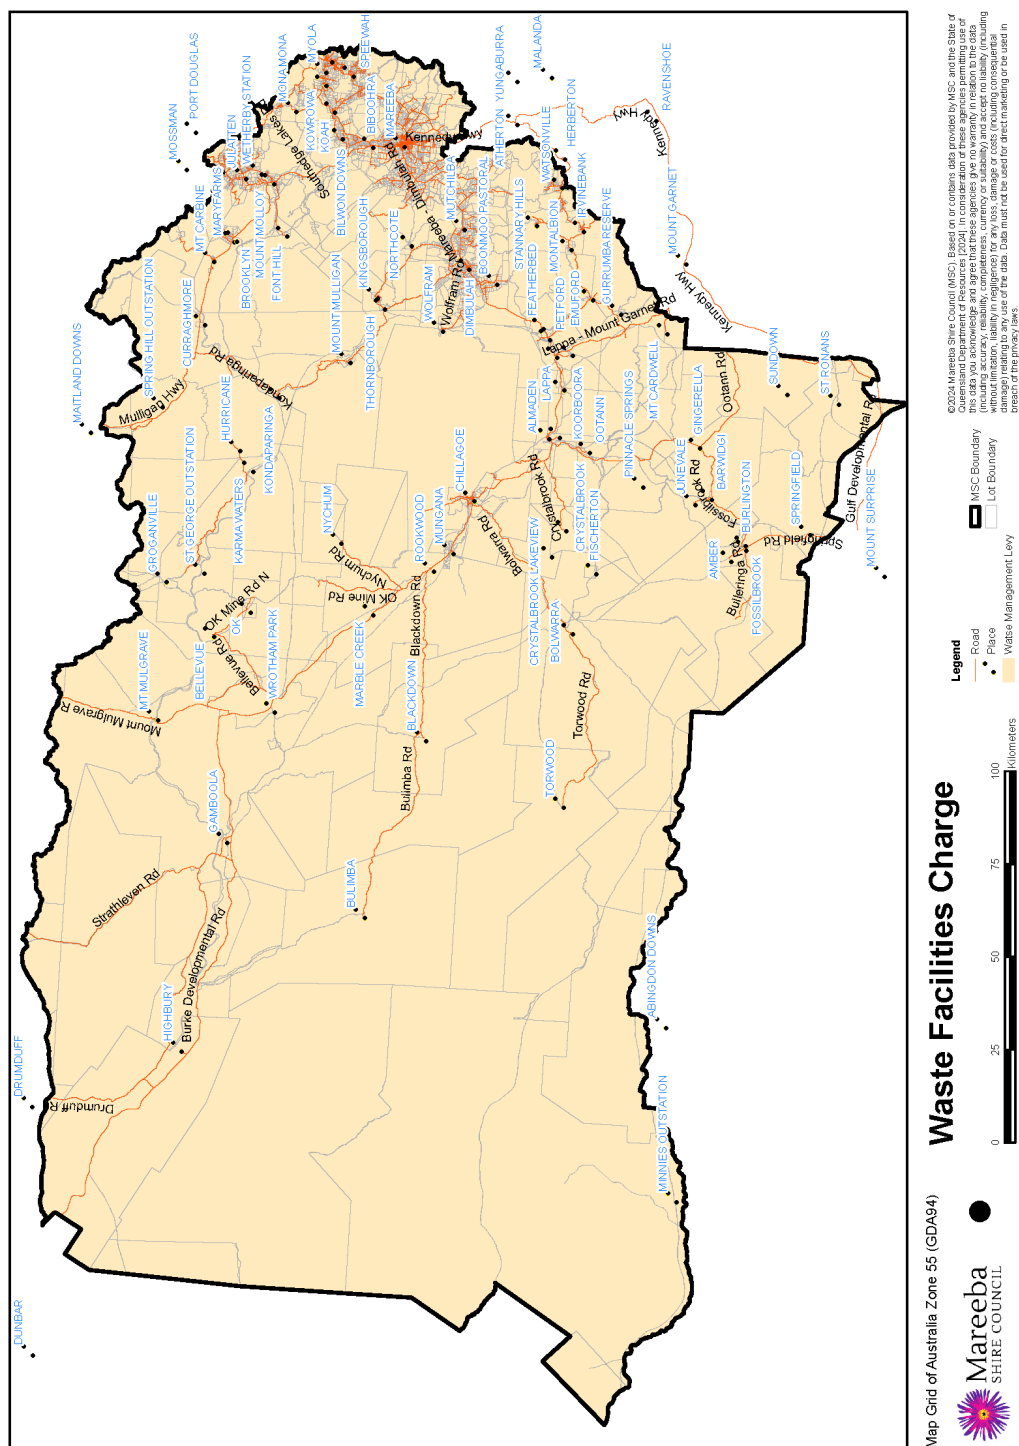 DUNBAR
DRUMDUFF
MAITLAND DOWNS
MOSSMAN
PORT DOUGLAS
Drumduff Rd
HIGHBURY
Burke Developmental Rd
Strathleven Rd
GAMBOOLA
Mount Mulgrave R
MT MULGRAVE
BELLEVUE
Bellevue Rd
WROTHAM PARK
OK Mine Rd N
OK
GROGANVILLE
ST GEORGE OUTSTATION
KARMA WATERS
HURRICANE
KONDAPARINGA
Mulligan Hwy
SPRING HILL OUTSTATION
CURRAGHMORE
Kondaparinga Rd
MT CARBINE
MARYFARMS
JULATTEN
WETHERBY STATION
BROOKLYN
MOUNT MOLLOY
FONT HILL
Southedge Lakes Rd
MONA MONA
MYOLA
SPEEWAH
KOWROWA
KOAH
BIBOOHRA
MAREEBA
BILWON DOWNS
KINGSBOROUGH
MOUNT MULLIGAN
THORNBOROUGH
NORTHCOTE
WOLFRAM
Wolfram Rd
DIMBULAH
Mareeba - Dimbulah Rd
MUTCHILBA
BOONMOO PASTORAL
Kennedy Hwy
ATHERTON
YUNGABURRA
MALANDA
WATSONVILLE
HERBERTON
IRVINEBANK
Kennedy Hwy
RAVENSHOE
STANNARY HILLS
FEATHERBED
MONTALBION
PETFORD
EMUFORD
GURRUMBA RESERVE
Lappa - Mount Garnet Rd
MOUNT GARNET
Kennedy Hwy
NYCHUM
Nychum Rd
OK Mine Rd
MARBLE CREEK
ROOKWOOD
MUNGANA
CHILLAGOE
Blackdown Rd
BLACKDOWN
Bulimba Rd
BULIMBA
Bolwarra Rd
Crystalbrook Rd
ALMADEN
LAPPA
KOORBOORA
OOTANN
MT CARDWELL
PINNACLE SPRINGS
CRYSTALBROOK
FISCHERTON
CRYSTALBROOK LAKEVIEW
BOLWARRA
Torwood Rd
TORWOOD
GINGERELLA
Ootann Rd
SUNDOWN
ST RONANS
JUNEVALE
BARWIDGI
Fossilbrook Rd
BURLINGTON
SPRINGFIELD
Springfield Rd
AMBER
Bulleringa Rd
FOSSILBROOK
Gulf Developmental Rd
MOUNT SURPRISE
ABINGDON DOWNS
MINNIES OUTSTATION
Map Grid of Australia Zone 55 (GDA94)
Mareeba
SHIRE COUNCIL
Waste Facilities Charge
0
25
50
75
100
Kilometers
Legend
Road
Place
Watse Management Levy
MSC Boundary
Lot Boundary
©2024 Mareeba Shire Council (MSC). Based on or contains data provided by MSC and the State of
Queensland Department of Resources [2024]. In consideration of these agencies permitting use of
this data you acknowledge and agree that these agencies give no warranty in relation to the data
(including accuracy, reliability, completeness, currency or suitability) and accept no liability (including
without limitation, liability in negligence) for any loss, damage or costs (including consequential
damage) relating to any use of the data. Data must not be used for direct marketing or be used in
breach of the privacy laws.